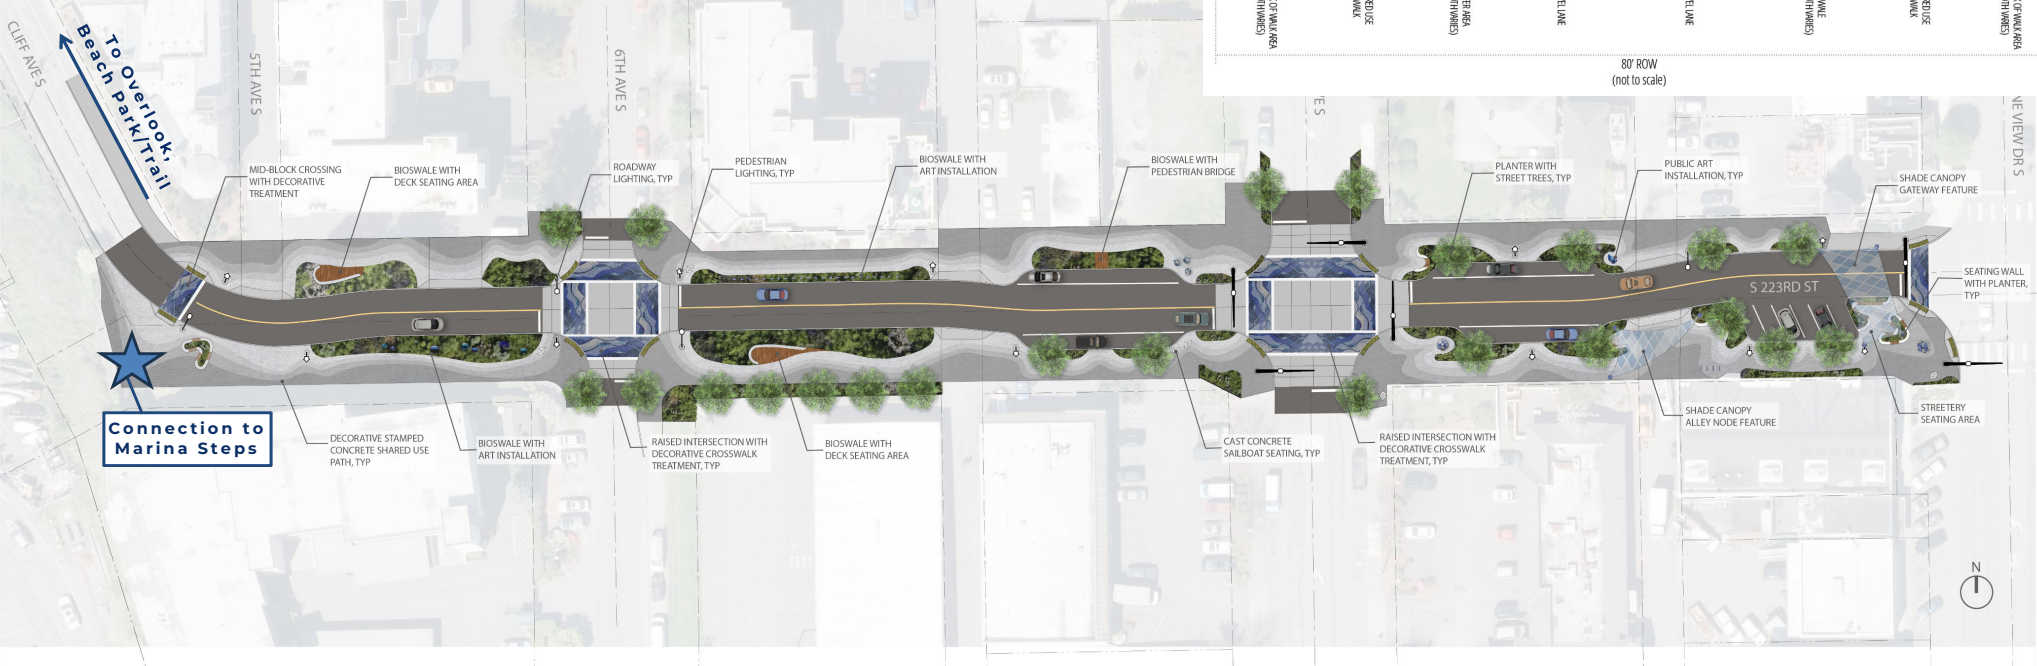 CLIFF AVE S
To Overlook,
Beach Park/Trail
5TH AVE S
6TH AVE S
80' ROW
(not to scale)
MID-BLOCK CROSSING
WITH DECORATIVE
TREATMENT
BIOSWALE WITH
DECK SEATING AREA
ROADWAY
LIGHTING, TYP
PEDESTRIAN
LIGHTING, TYP
BIOSWALE WITH
ART INSTALLATION
BIOSWALE WITH
PEDESTRIAN BRIDGE
PLANTER WITH
STREET TREES, TYP
PUBLIC ART
INSTALLATION, TYP
SHADE CANOPY
GATEWAY FEATURE
SEATING WALL
WITH PLANTER,
TYP
S 223RD ST
Connection to
Marina Steps
DECORATIVE STAMPED
CONCRETE SHARED USE
PATH, TYP
BIOSWALE WITH
ART INSTALLATION
RAISED INTERSECTION WITH
DECORATIVE CROSSWALK
TREATMENT, TYP
BIOSWALE WITH
DECK SEATING AREA
CAST CONCRETE
SAILBOAT SEATING, TYP
RAISED INTERSECTION WITH
DECORATIVE CROSSWALK
TREATMENT, TYP
SHADE CANOPY
ALLEY NODE FEATURE
STREETERY
SEATING AREA
N